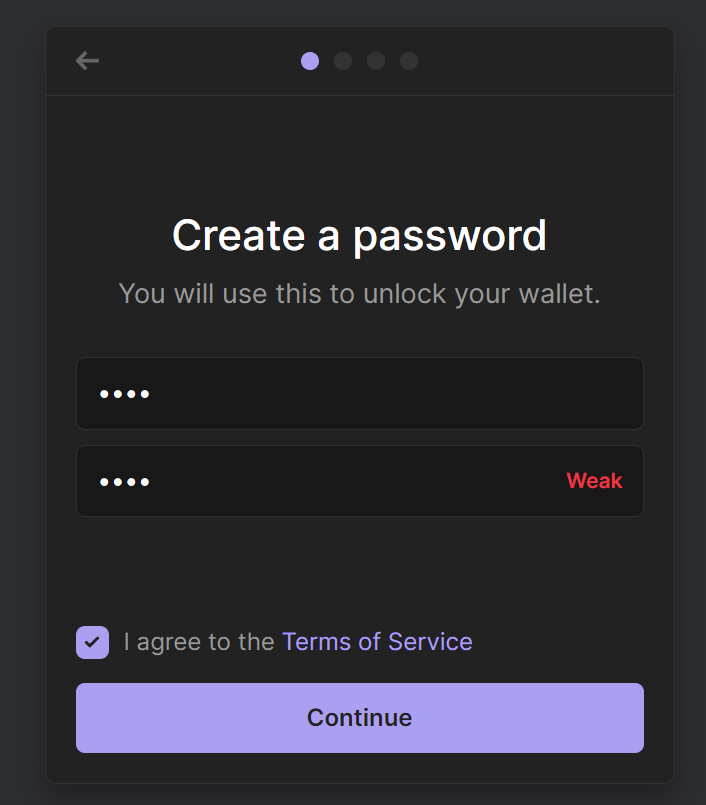 Create a password
You will use this to unlock your wallet.
••••
••••
Weak
I agree to the Terms of Service
Continue